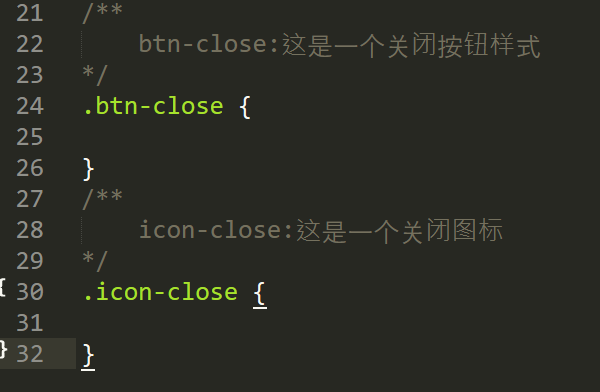 21 /**
22 btn-close:这是一个关闭按钮样式
23 */
24 .btn-close {
25
26 }
27 /**
28 icon-close:这是一个关闭图标
29 */
{ 30 .icon-close {
31
} 32 }